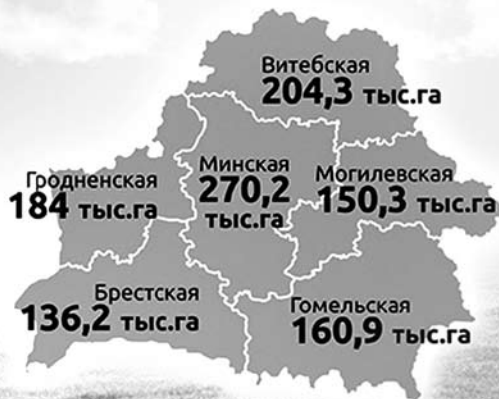 Витебская
204,3 тыс.га
Гродненская
184 тыс.га
Минская
270,2
тыс.га
Могилевская
150,3 тыс.га
Брестская
136,2 тыс.га
Гомельская
160,9 тыс.га